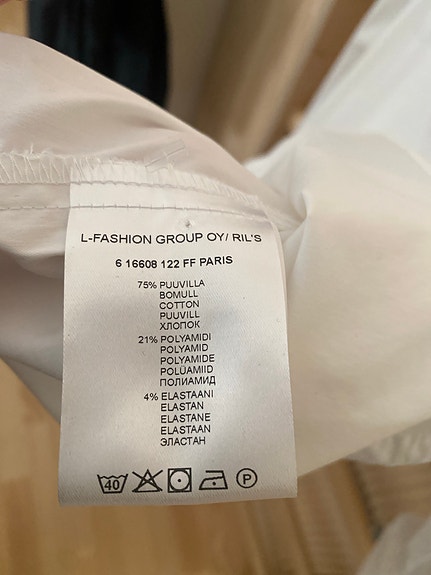 L-FASHION GROUP OY/ RIL'S
6 16608 122 FF PARIS
75% PUUVILLA
BOMULL
COTTON
PUUVILL
ХЛОПОК
21% POLYAMIDI
POLYAMID
POLYAMIDE
POLÜAMIID
ПОЛИАМИД
4% ELASTAANI
ELASTAN
ELASTANE
ELASTAAN
ЭЛАСТАН
40 P